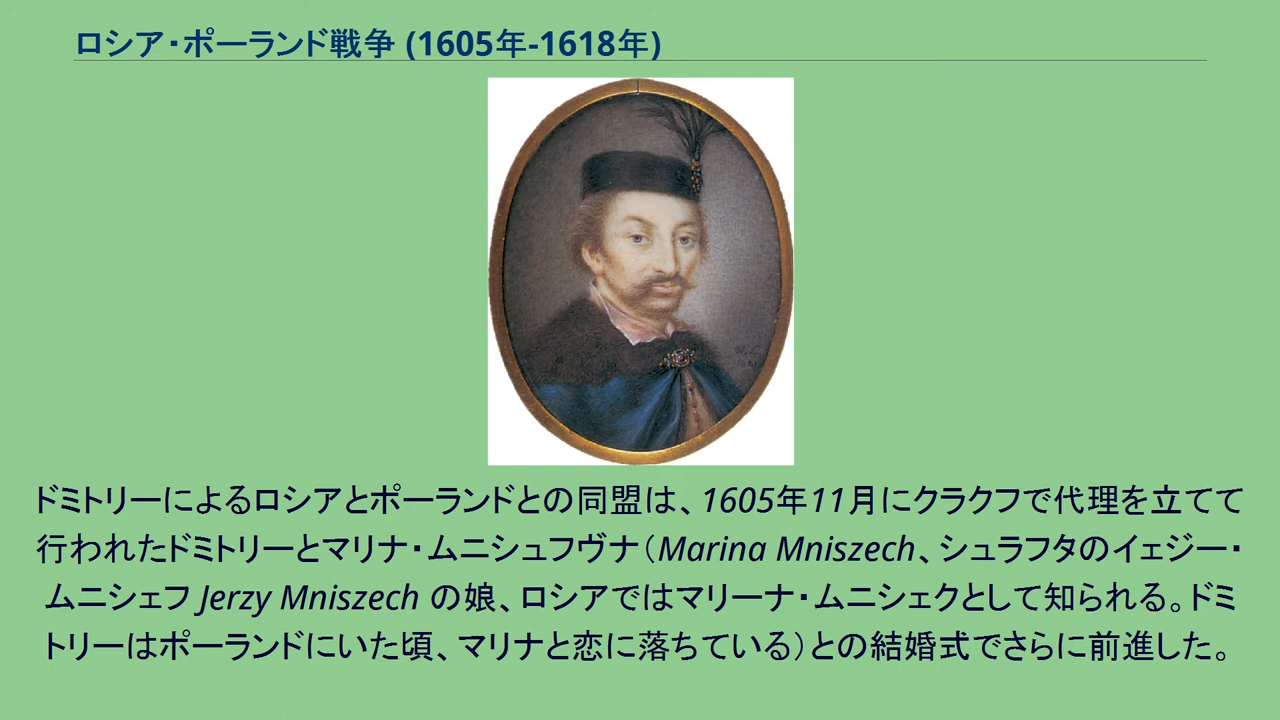 ロシア・ポーランド戦争 (1605年-1618年)
ドミトリーによるロシアとポーランドとの同盟は、1605年11月にクラクフで代理を立てて
行われたドミトリーとマリナ・ムニシュフヴナ（Marina Mniszech、シュラフタのイェジー・
ムニシェフ Jerzy Mniszech の娘、ロシアではマリーナ・ムニシェクとして知られる。ドミ
トリーはポーランドにいた頃、マリナと恋に落ちている）との結婚式でさらに前進した。